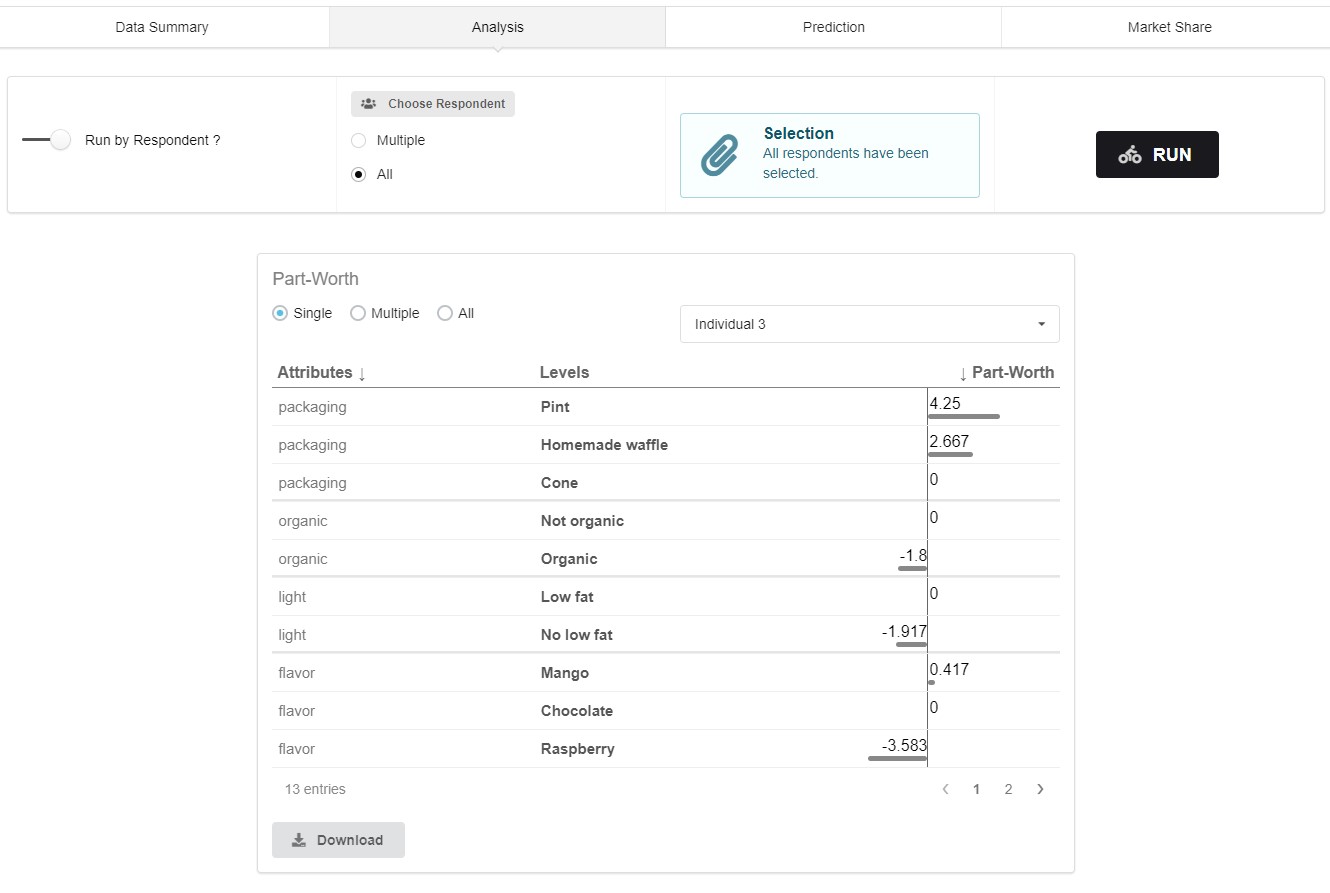 Data Summary
Analysis
Prediction
Market Share
Run by Respondent ?
Choose Respondent
Multiple
All
Selection
All respondents have been
selected.
RUN
Part-Worth
Single Multiple All
Individual 3
Attributes ↓ Levels ↓ Part-Worth
packaging Pint 4.25
packaging Homemade waffle 2.667
packaging Cone 0
organic Not organic 0
organic Organic -1.8
light Low fat 0
light No low fat -1.917
flavor Mango 0.417
flavor Chocolate 0
flavor Raspberry -3.583
13 entries ‹ 1 2 ›
Download